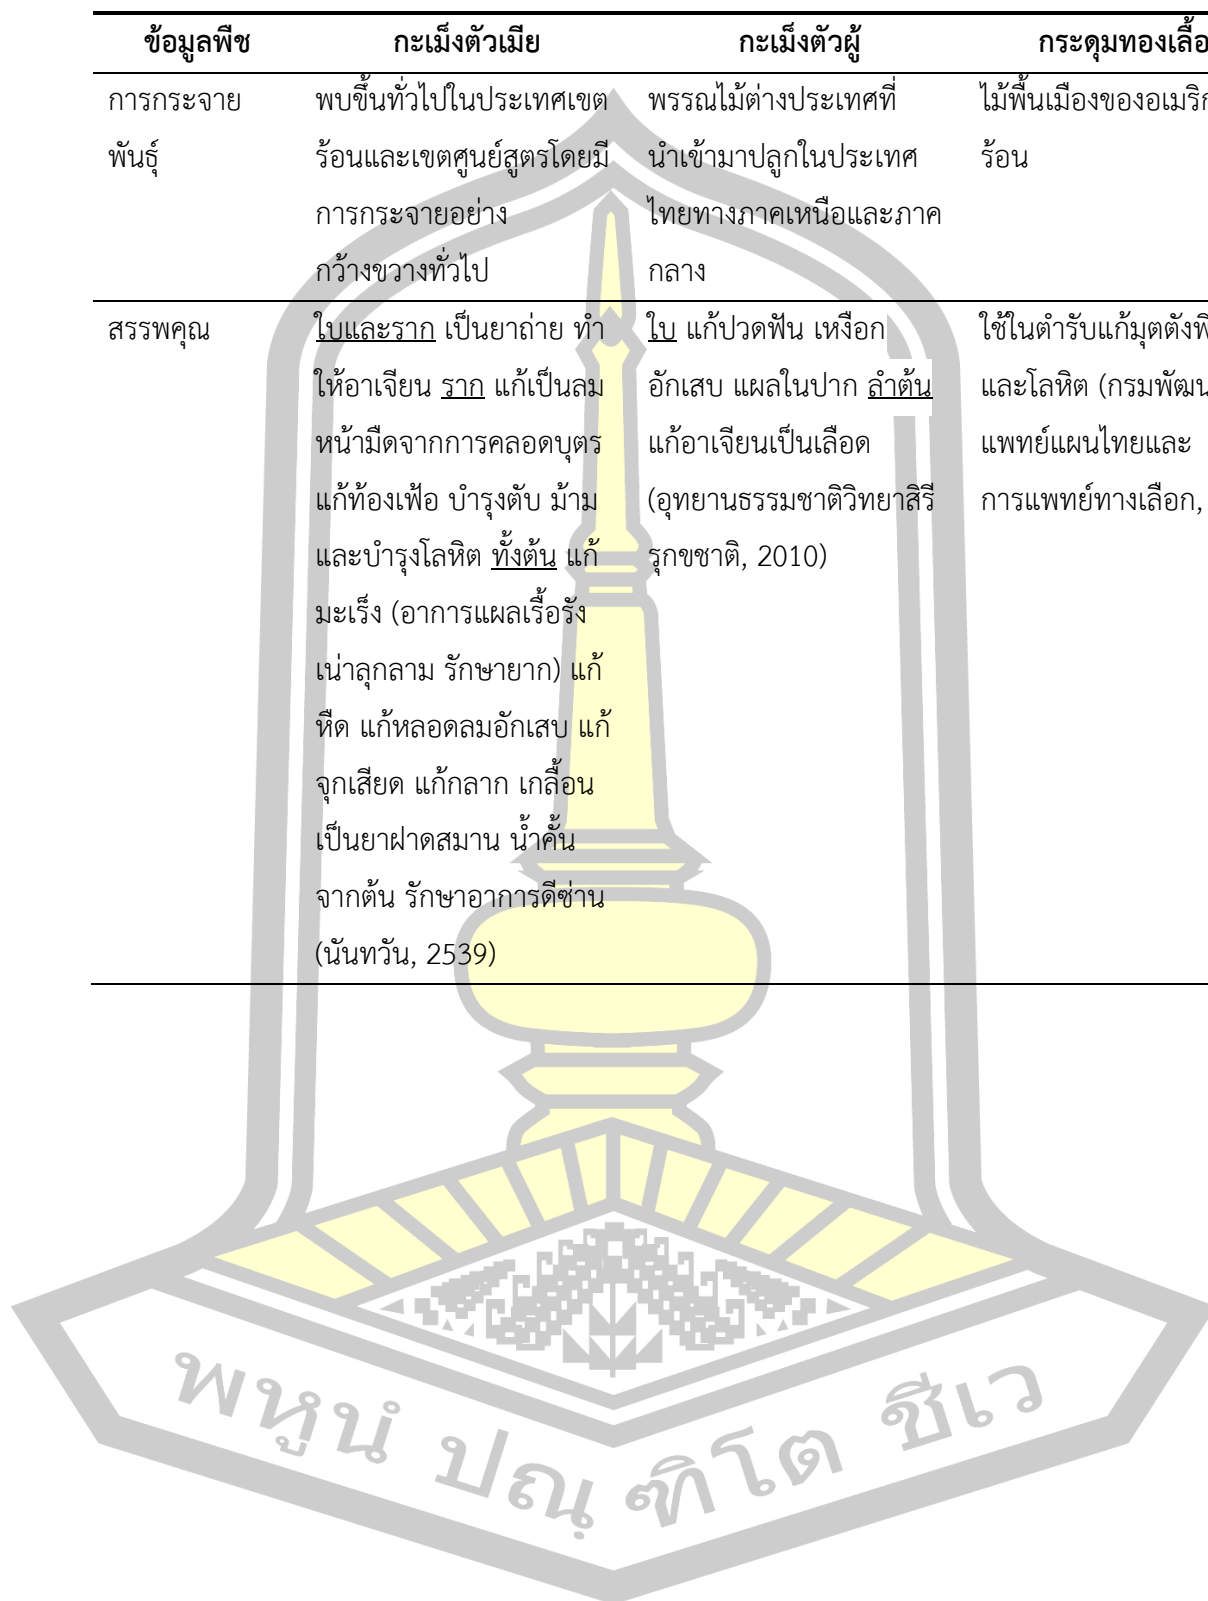 ข้อมูลพืช กะเม็งตัวเมีย กะเม็งตัวผู้
การกระจาย พบขึ้นทั่วไปในประเทศเขต พรรณไม้ต่างประเทศที่ ไม้พื้นเมืองของ
พันธุ์ ร้อนและเขตศูนย์สูตรโดยมี นำเข้ามาปลูกในประเทศ ร้อน
การกระจายอย่าง ไทยทางภาคเหนือและภาค
กว้างขวางทั่วไป กลาง
สรรพคุณ ใบและราก เป็นยาถ่าย ทำ ใบ แก้ปวดฟัน เหงือก ใช้ในตำรับแก้
ให้อาเจียน ราก แก้เป็นลม อักเสบ แผลในปาก ลำต้น และโลหิต
หน้ามืดจากการคลอดบุตร แก้อาเจียนเป็นเลือด แพทย์แผนไทยและ
แก้ท้องเฟ้อ บำรุงตับ ม้าม (อุทยานธรรมชาติวิทยาสิรี การแพทย์ทางเลือก,
และบำรุงโลหิต ทั้งต้น แก้ รุกขชาติ, 2010)
มะเร็ง (อาการแผลเรื้อรัง
เน่าลุกลาม รักษายาก) แก้
หืด แก้หลอดลมอักเสบ แก้
จุกเสียด แก้กลาก เกลื้อน
เป็นยาฝาดสมาน น้ำคั้น
จากต้น รักษาอาการดีซ่าน
(นันทวัน, 2539)
พหูนํ ปณฺฑิโต ชีเว